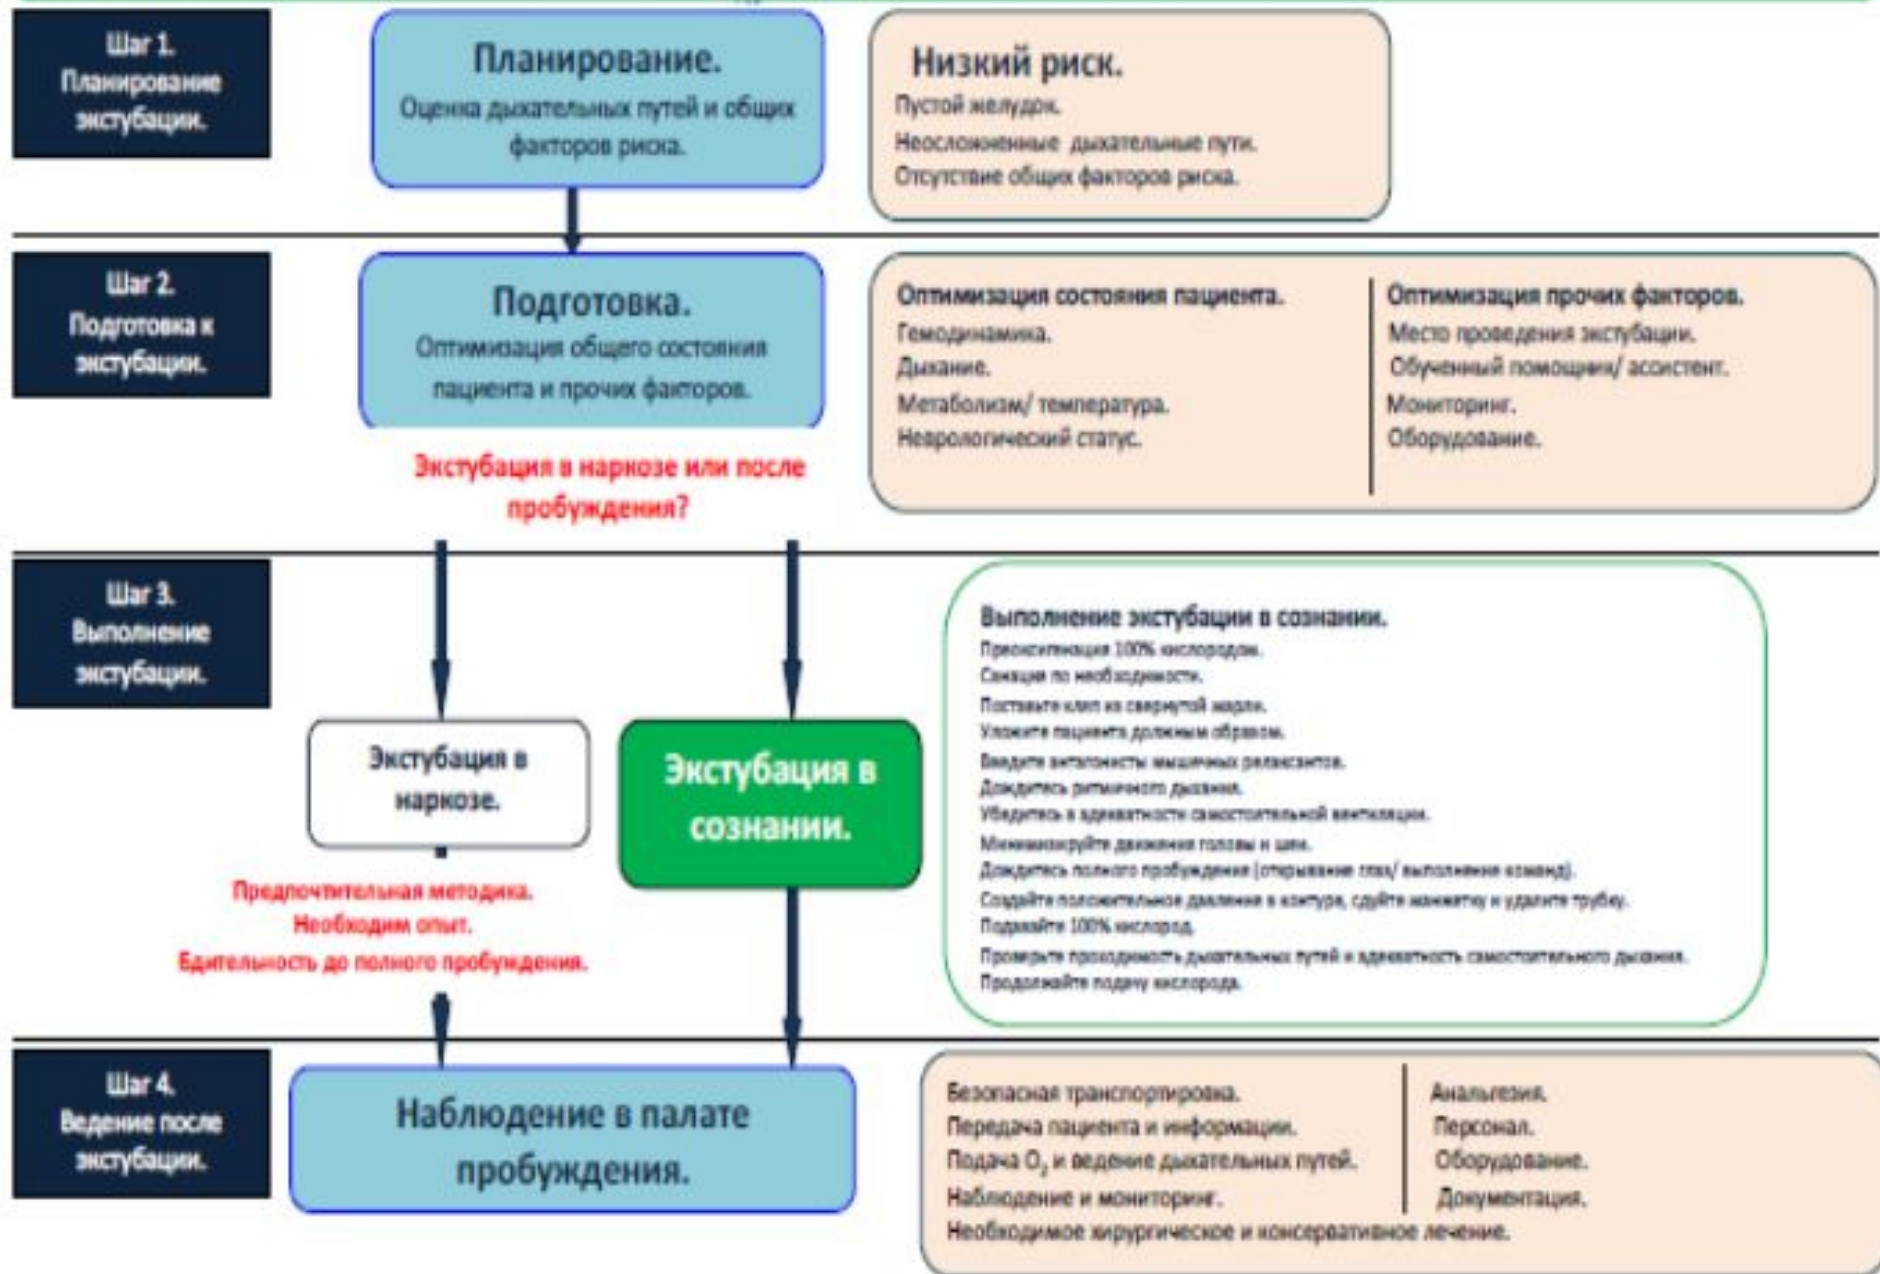 Шаг 1.
Планирование
экстубации.
Планирование.
Оценка дыхательных путей и общих
факторов риска.
Низкий риск.
Пустой желудок.
Неосложненные дыхательные пути.
Отсутствие общих факторов риска.
Шаг 2.
Подготовка к
экстубации.
Подготовка.
Оптимизация общего состояния
пациента и прочих факторов.
Экстубация в наркозе или после
пробуждения?
Оптимизация состояния пациента.
Гемодинамика.
Дыхание.
Метаболизм/ температура.
Неврологический статус.
Оптимизация прочих факторов.
Место проведения экстубации.
Обученный помощник/ ассистент.
Мониторинг.
Оборудование.
Шаг 3.
Выполнение
экстубации.
Экстубация в
наркозе.
Предпочтительная методика.
Необходим опыт.
Бдительность до полного пробуждения.
Экстубация в
сознании.
Выполнение экстубации в сознании.
Преоксигенация 100% кислородом.
Санация по необходимости.
Поставьте кляп из свернутой марли.
Уложите пациента должным образом.
Введите антагонисты мышечных релаксантов.
Дождитесь ритмичного дыхания.
Убедитесь в адекватности самостоятельной вентиляции.
Минимизируйте движения головы и шеи.
Дождитесь полного пробуждения (открывание глаз/ выполнение команд).
Создайте положительное давление в контуре, сдуйте манжетку и удалите трубку.
Подавайте 100% кислород.
Проверьте проходимость дыхательных путей и адекватность самостоятельного дыхания.
Продолжайте подачу кислорода.
Шаг 4.
Ведение после
экстубации.
Наблюдение в палате
пробуждения.
Безопасная транспортировка.
Передача пациента и информации.
Подача O₂ и ведение дыхательных путей.
Наблюдение и мониторинг.
Необходимое хирургическое и консервативное лечение.
Анальгезия.
Персонал.
Оборудование.
Документация.